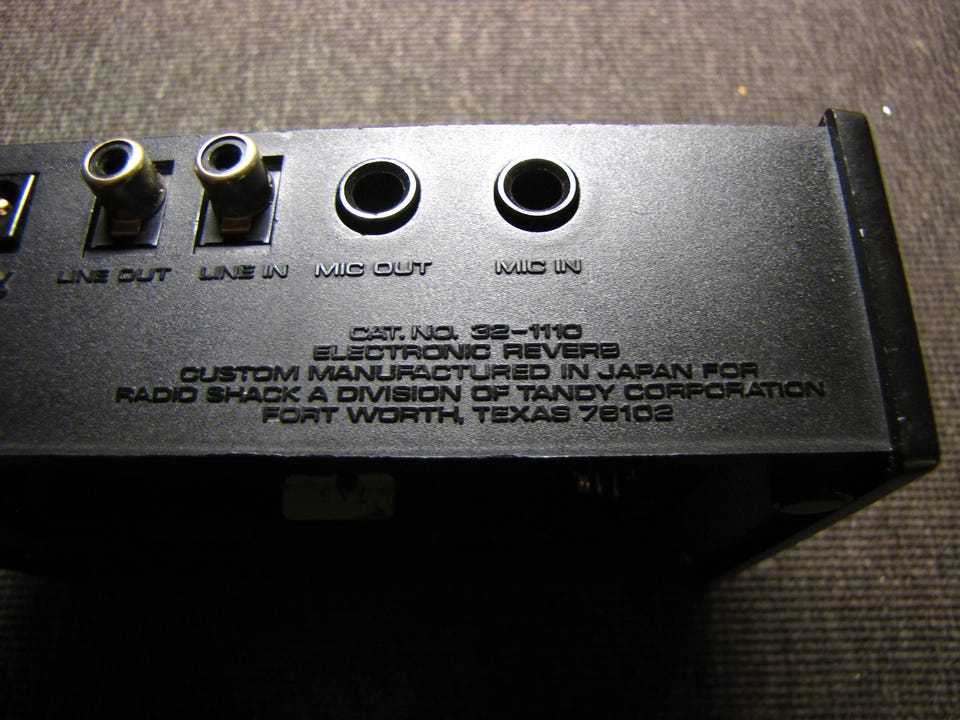 LINE OUT LINE IN MIC OUT MIC IN
CAT. NO. 32-1110
ELECTRONIC REVERB
CUSTOM MANUFACTURED IN JAPAN FOR
RADIO SHACK A DIVISION OF TANDY CORPORATION
FORT WORTH, TEXAS 76102